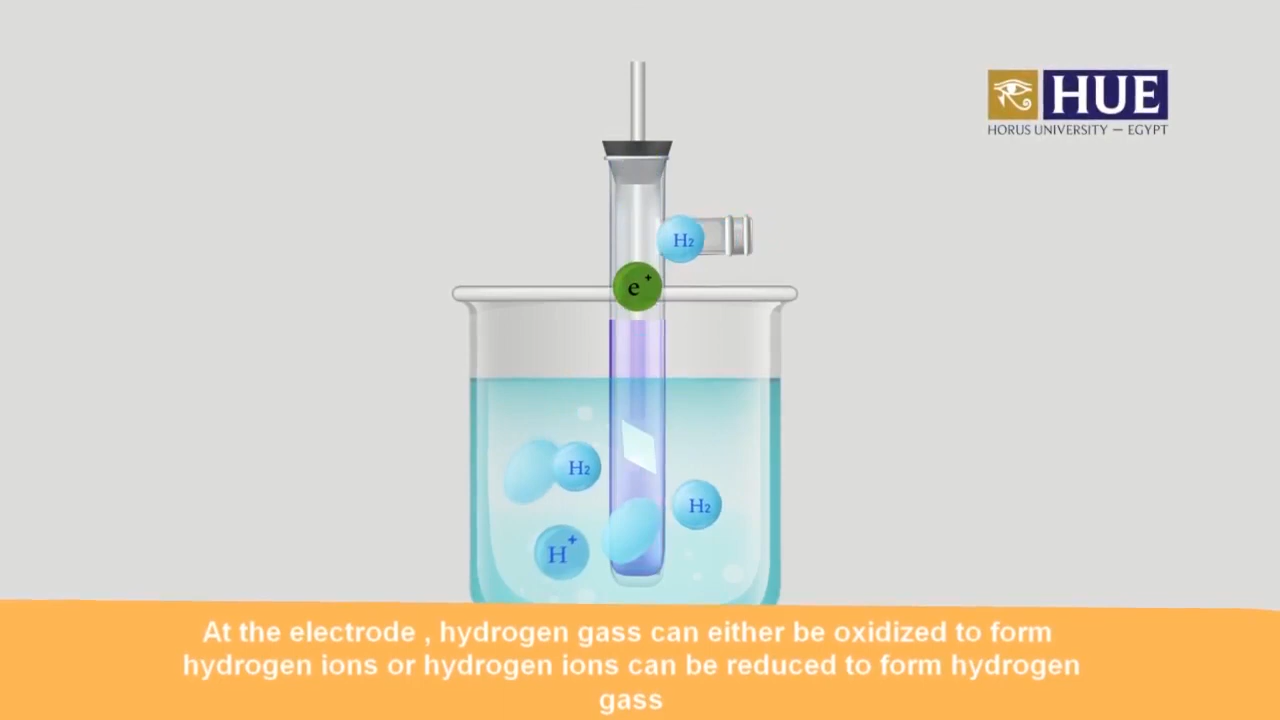 HUE
HORUS UNIVERSITY — EGYPT
H₂
e⁺
H₂
H₂
H⁺
At the electrode , hydrogen gass can either be oxidized to form
hydrogen ions or hydrogen ions can be reduced to form hydrogen
gass